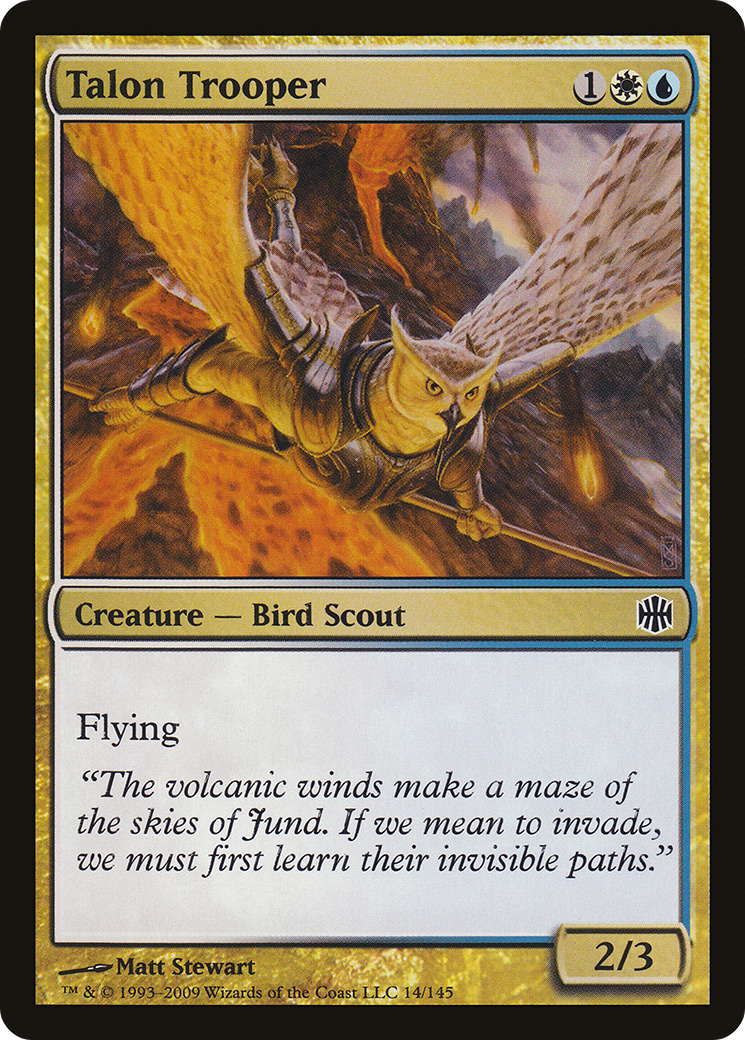 Talon Trooper
1
Creature — Bird Scout
Flying
“The volcanic winds make a maze of
the skies of Jund. If we mean to invade,
we must first learn their invisible paths.”
2/3
Matt Stewart
™ & © 1993–2009 Wizards of the Coast LLC 14/145